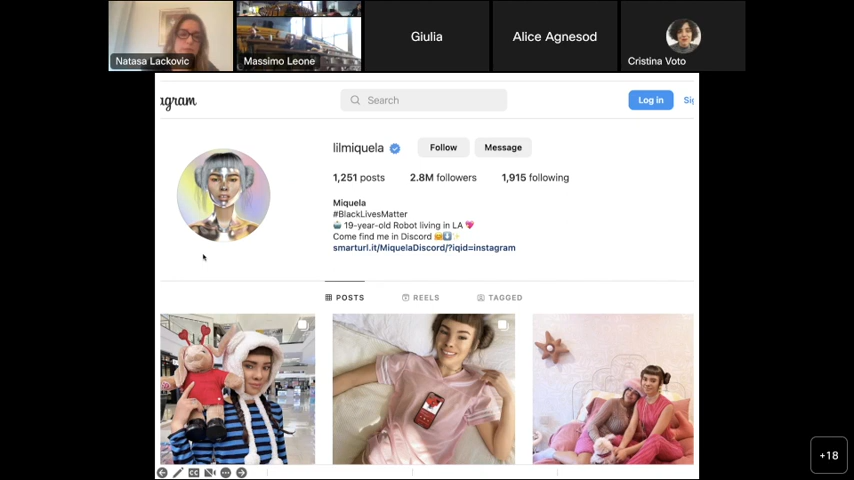 Natasa Lackovic
Massimo Leone
Giulia
Alice Agnesod
Cristina Voto
agram
Search
Log in
lilmiquela
Follow
Message
1,251 posts
2.8M followers
1,915 following
Miquela
#BlackLivesMatter
🤖 19-year-old Robot living in LA 💖
Come find me in Discord
smarturl.it/MiquelaDiscord/?iqid=instagram
POSTS
REELS
TAGGED
+18